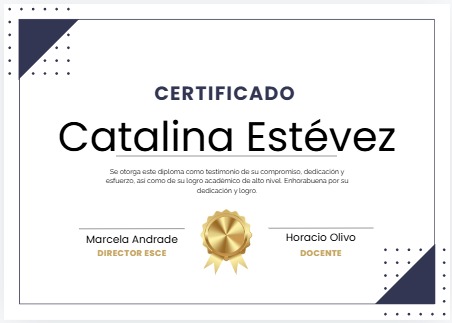 CERTIFICADO
Catalina Estévez
Se otorga este diploma como testimonio de su compromiso, dedicación y
esfuerzo, así como de su logro académico de alto nivel. Enhorabuena por su
dedicación y logro.
Marcela Andrade
DIRECTOR ESCE
Horacio Olivo
DOCENTE